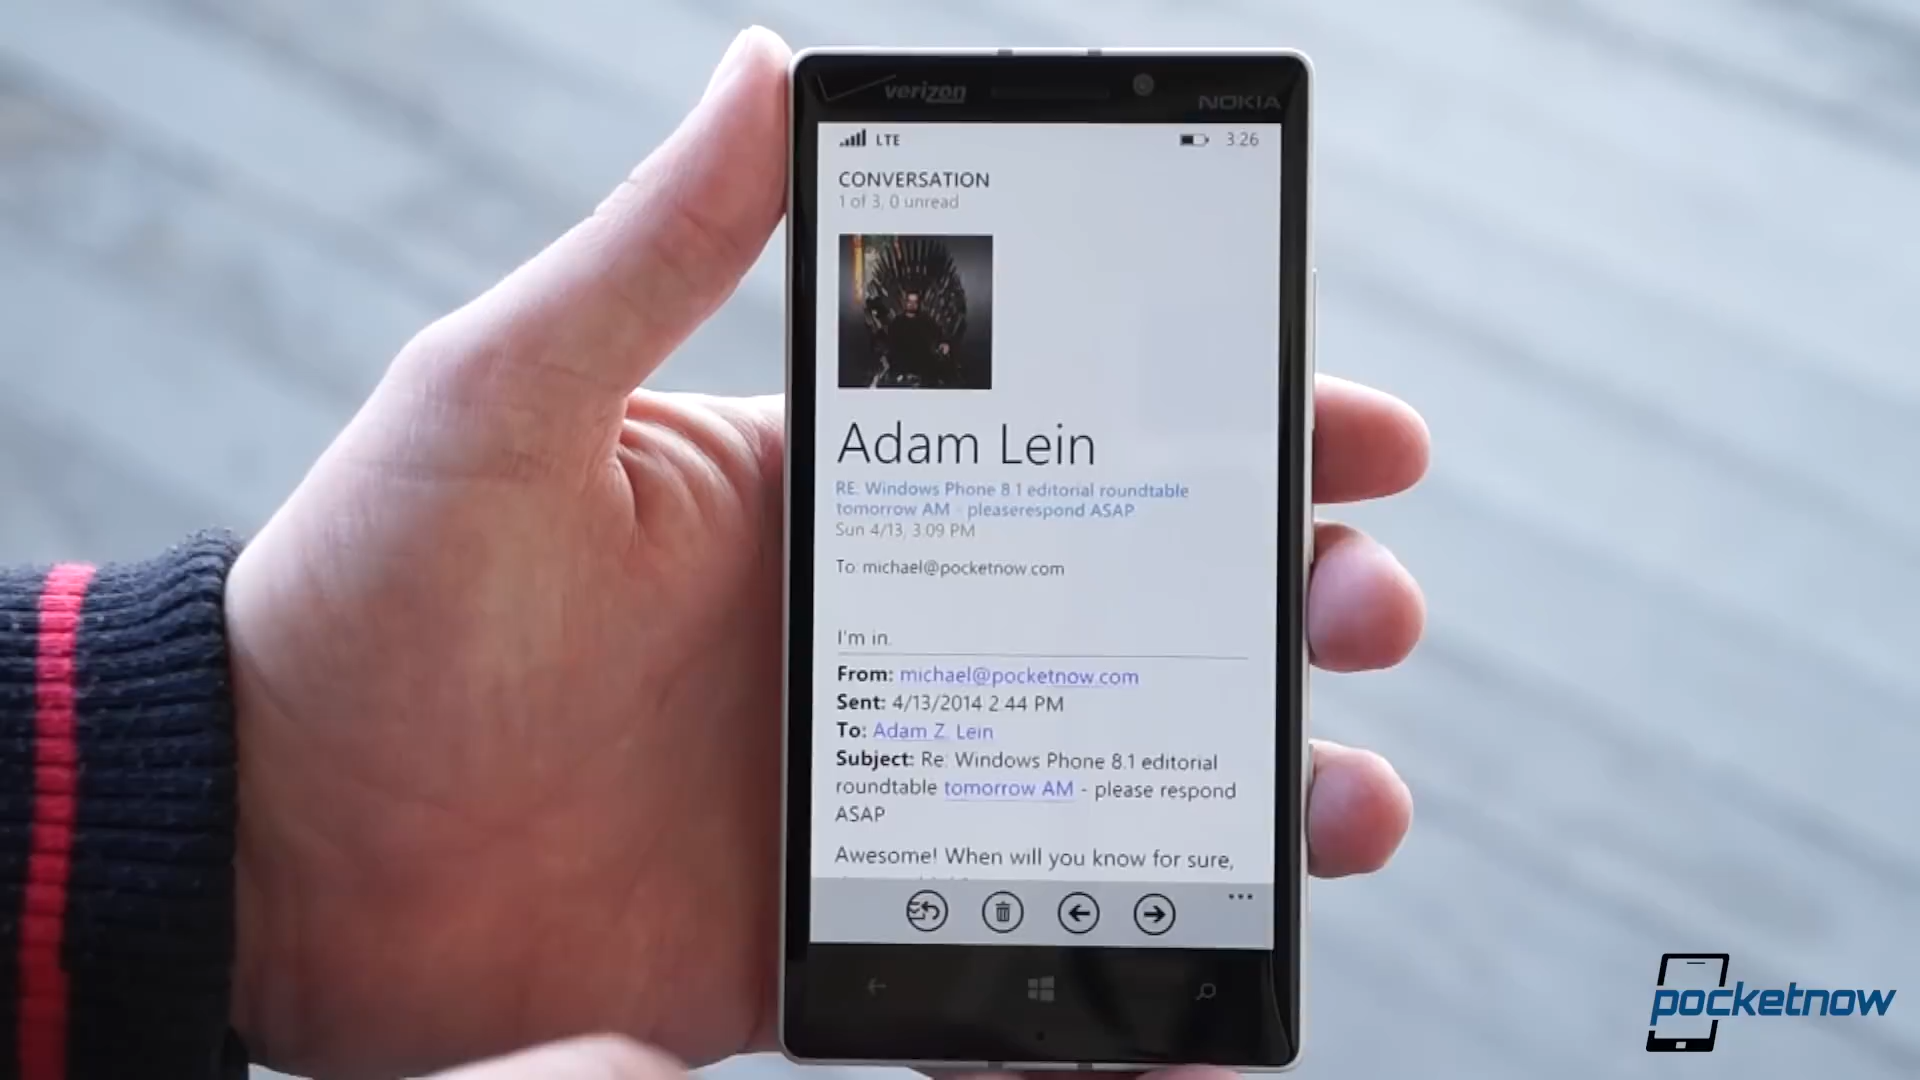 verizon
NOKIA
LTE
3:26
CONVERSATION
1 of 3, 0 unread
Adam Lein
RE: Windows Phone 8.1 editorial roundtable
tomorrow AM - pleaserespond ASAP
Sun 4/13, 3:09 PM
To: michael@pocketnow.com
I'm in.
From: michael@pocketnow.com
Sent: 4/13/2014 2:44 PM
To: Adam Z. Lein
Subject: Re: Windows Phone 8.1 editorial
roundtable tomorrow AM - please respond
ASAP
Awesome! When will you know for sure,
pocketnow